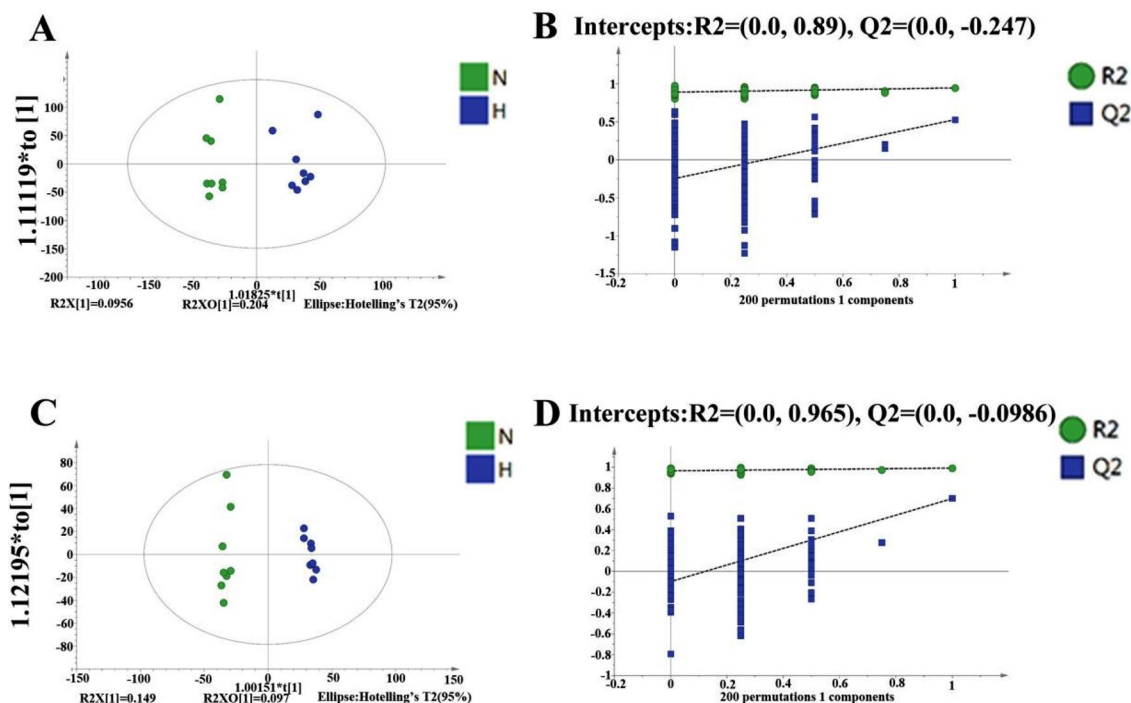 A
N
H
1.11119*to [1]
100
50
0
-50
-100
-150
-200
-100
-50
0
50
100
1.01825*t[1]
R2X[1]=0.0956
R2XO[1]=0.204
Ellipse:Hotelling's T2(95%)
B
Intercepts:R2=(0.0, 0.89), Q2=(0.0, -0.247)
R2
Q2
1
0.5
0
-0.5
-1
-1.5
-0.2
0
0.2
0.4
0.6
0.8
1
200 permutations 1 components
C
N
H
1.12195*to[1]
80
60
40
20
0
-20
-40
-60
-80
-150
-100
-50
0
50
100
150
1.00151*t[1]
R2X[1]=0.149
R2XO[1]=0.097
Ellipse:Hotelling's T2(95%)
D
Intercepts:R2=(0.0, 0.965), Q2=(0.0, -0.0986)
R2
Q2
1
0.8
0.6
0.4
0.2
0
-0.2
-0.4
-0.6
-0.8
-1
-0.2
0
0.2
0.4
0.6
0.8
1
200 permutations 1 components